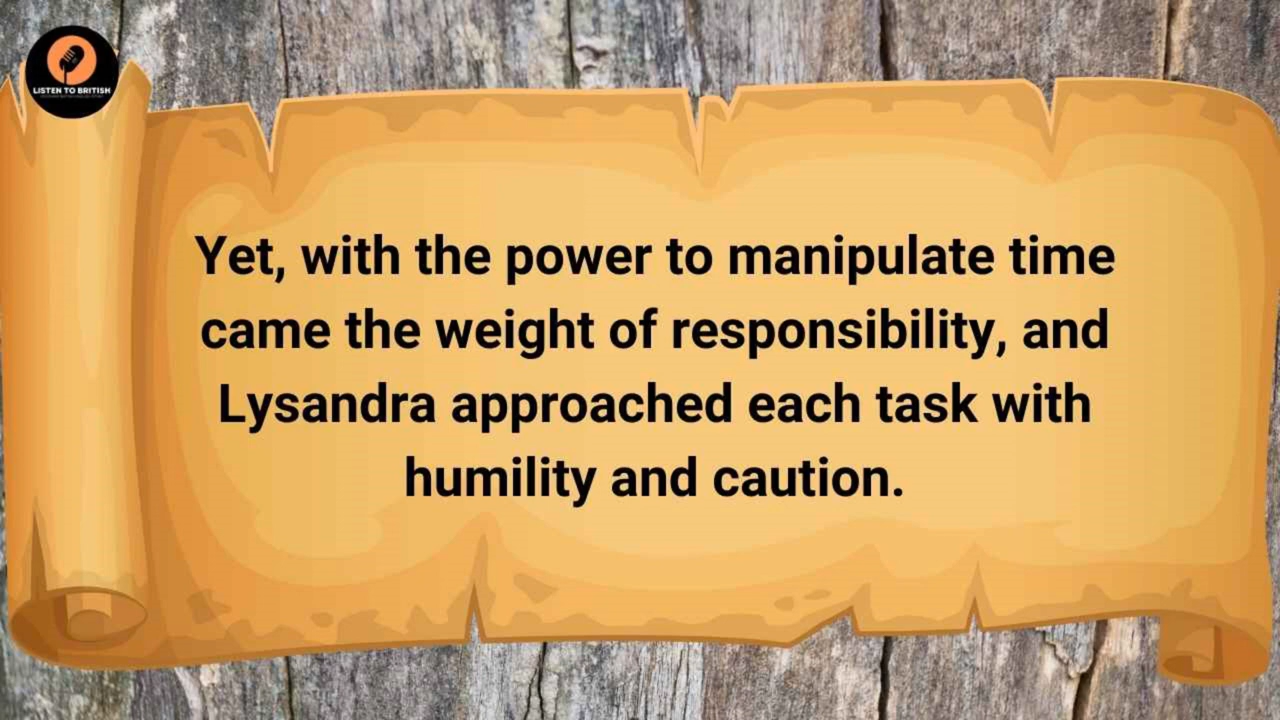 LISTEN TO BRITISH
Yet, with the power to manipulate time
came the weight of responsibility, and
Lysandra approached each task with
humility and caution.